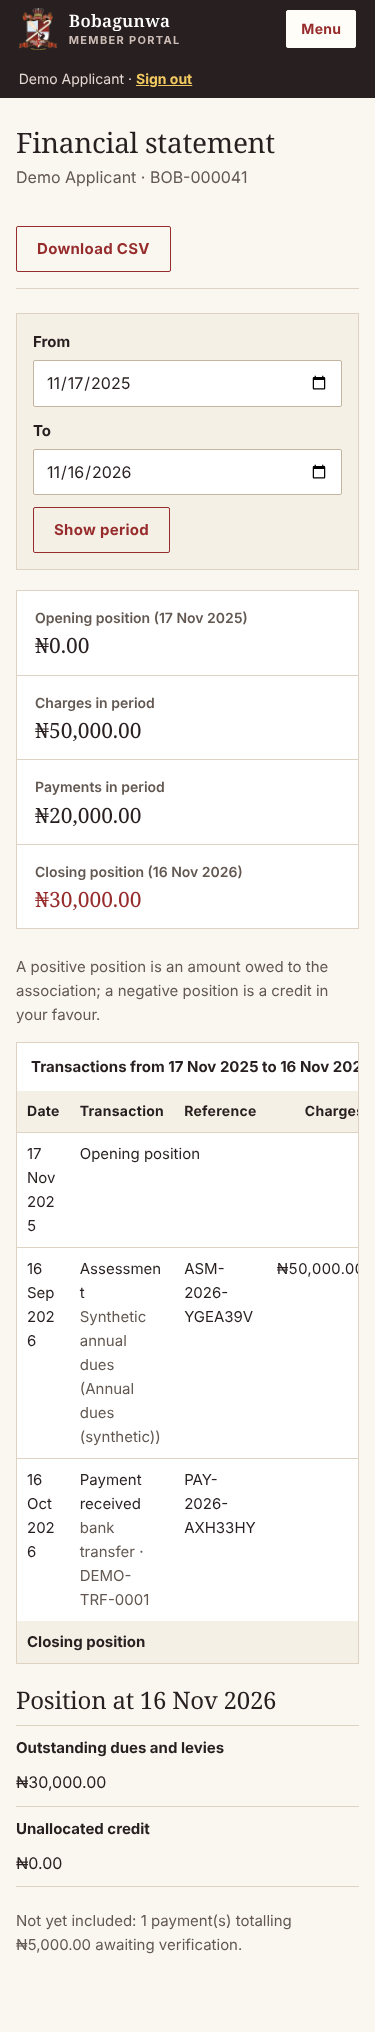 Bobagunwa
MEMBER PORTAL
Menu
Demo Applicant · Sign out
Financial statement
Demo Applicant · BOB-000041
Download CSV
From
11/17/2025
To
11/16/2026
Show period
Opening position (17 Nov 2025)
₦0.00
Charges in period
₦50,000.00
Payments in period
₦20,000.00
Closing position (16 Nov 2026)
₦30,000.00
A positive position is an amount owed to the
association; a negative position is a credit in
your favour.
Transactions from 17 Nov 2025 to 16 Nov 202
Date Transaction Reference Charges
17 Opening position
Nov
202
5
16 Assessmen ASM- ₦50,000.00
Sep t 2026-
202 Synthetic YGEA39V
6 annual
dues
(Annual
dues
(synthetic))
16 Payment PAY-
Oct received 2026-
202 bank AXH33HY
6 transfer ·
DEMO-
TRF-0001
Closing position
Position at 16 Nov 2026
Outstanding dues and levies
₦30,000.00
Unallocated credit
₦0.00
Not yet included: 1 payment(s) totalling
₦5,000.00 awaiting verification.